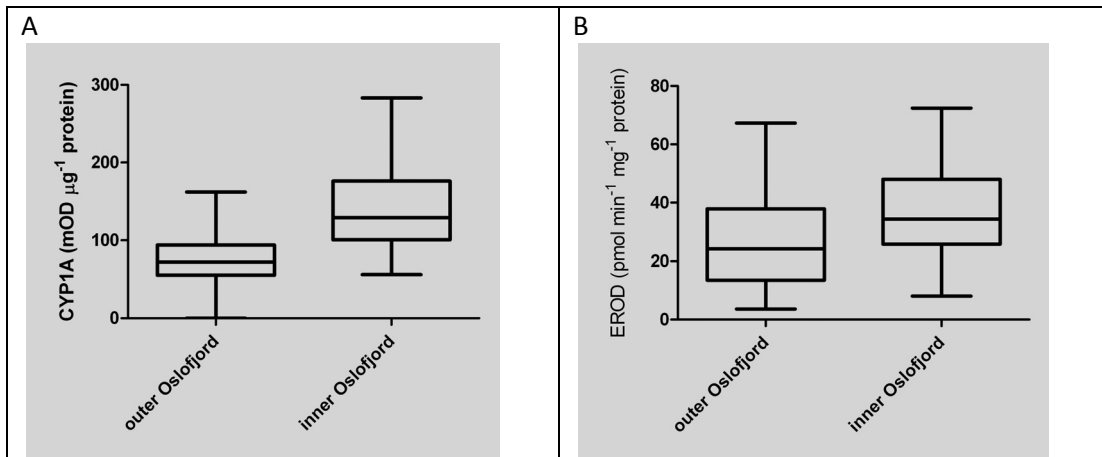 A
CYP1A (mOD μg⁻¹ protein)
300
200
100
0
outer Oslofjord
inner Oslofjord
B
EROD (pmol min⁻¹ mg⁻¹ protein)
80
60
40
20
0
outer Oslofjord
inner Oslofjord